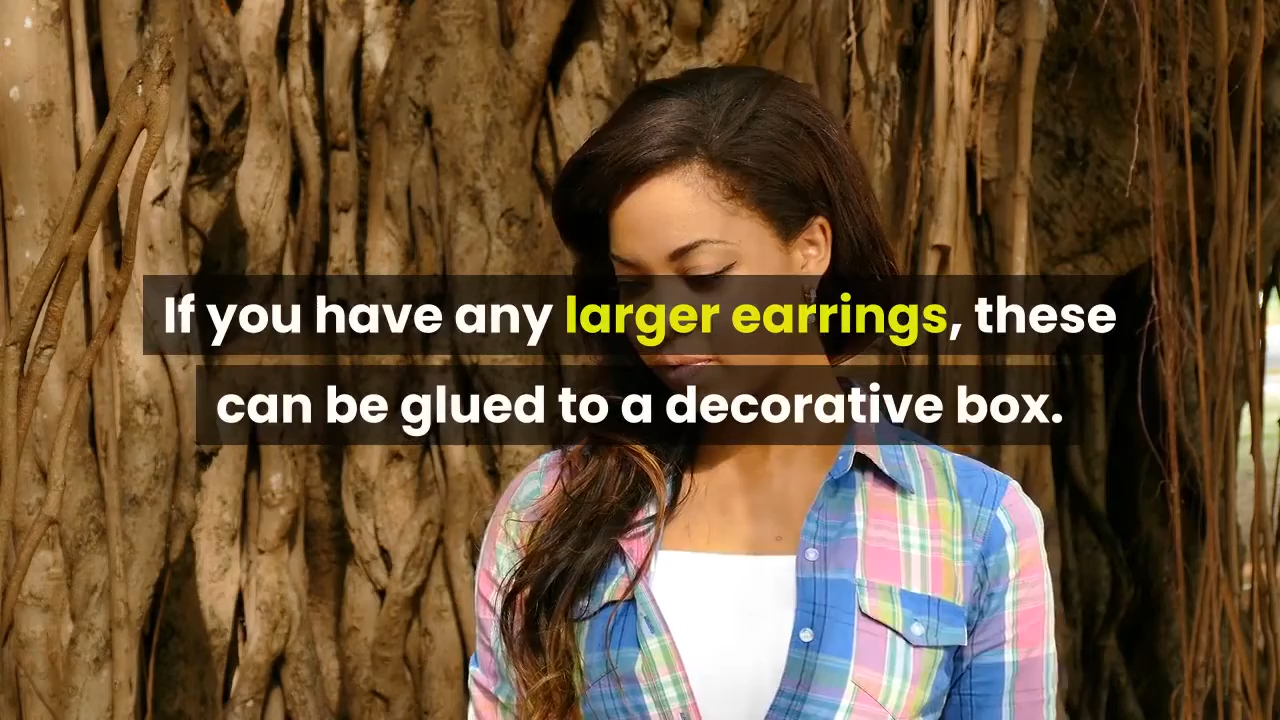 If you have any larger earrings, these
can be glued to a decorative box.